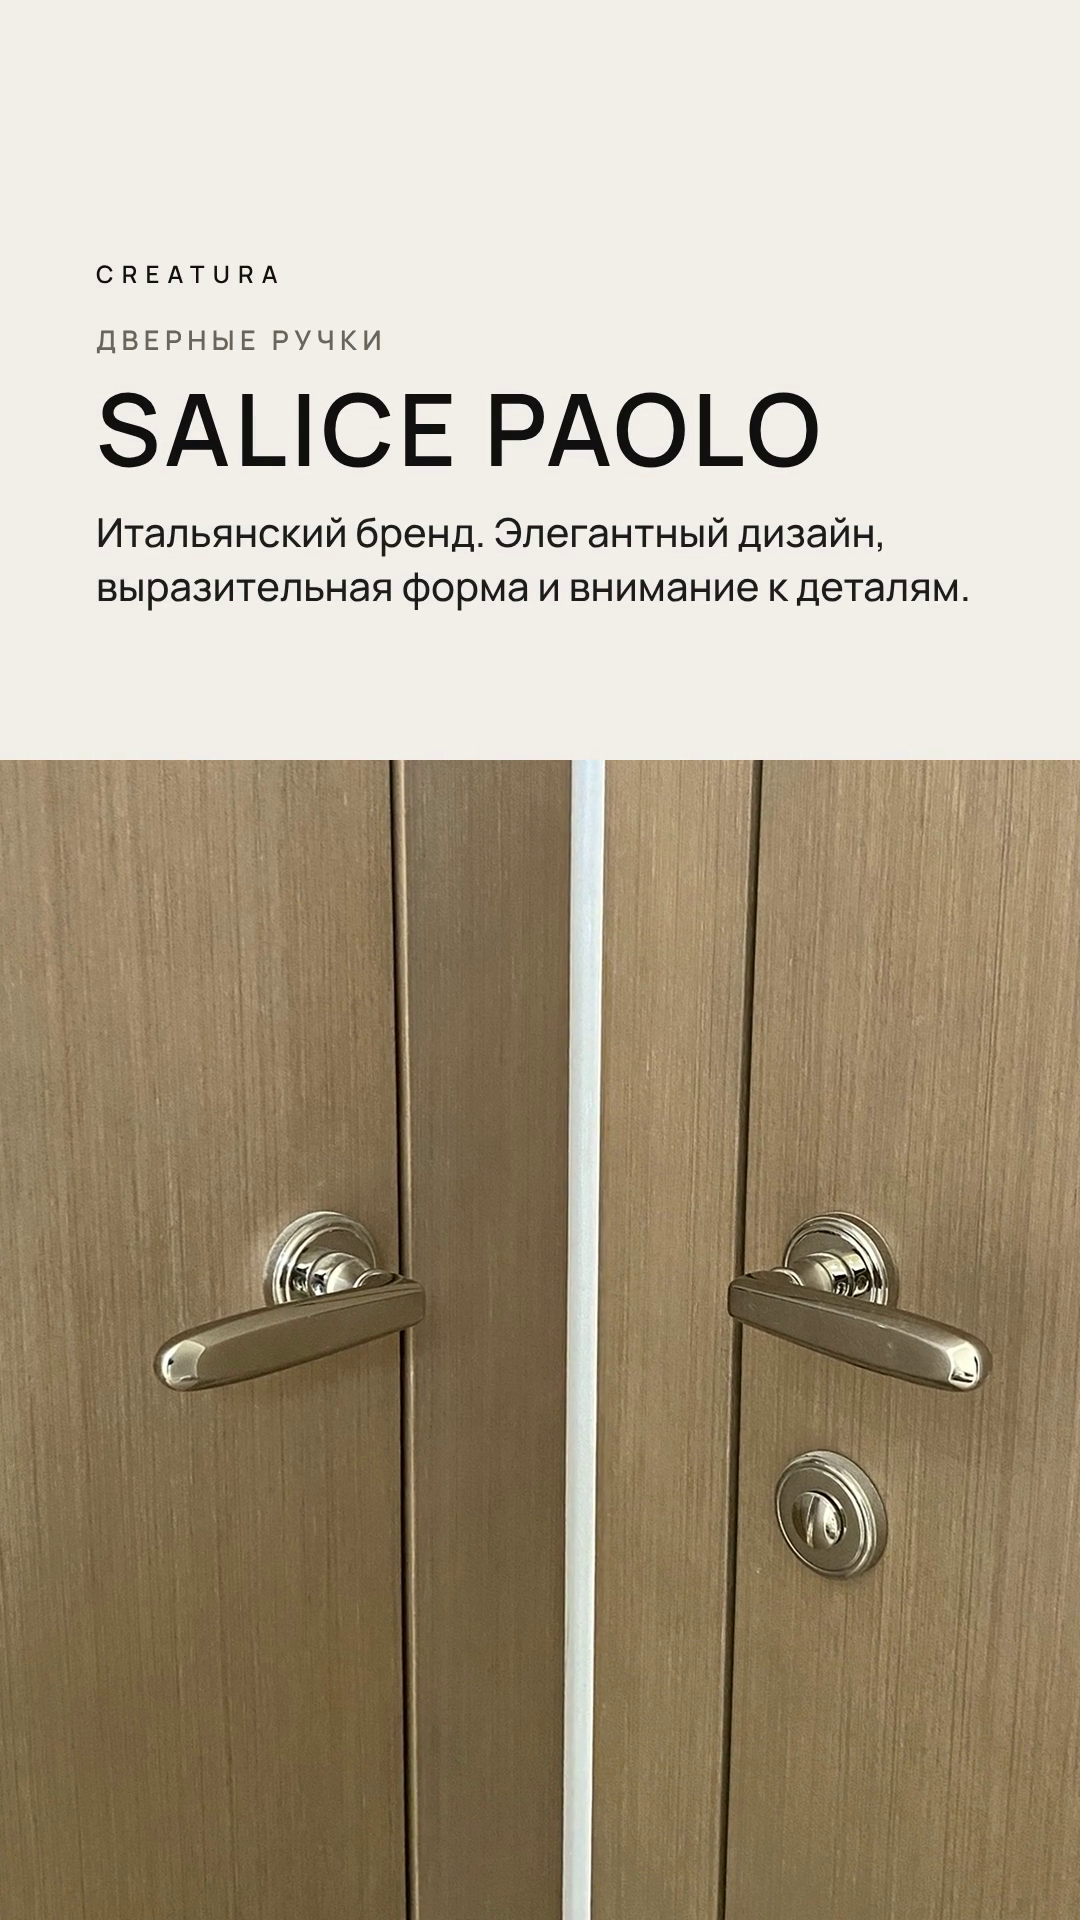 CREATURA
ДВЕРНЫЕ РУЧКИ
SALICE PAOLO
Итальянский бренд. Элегантный дизайн,
выразительная форма и внимание к деталям.